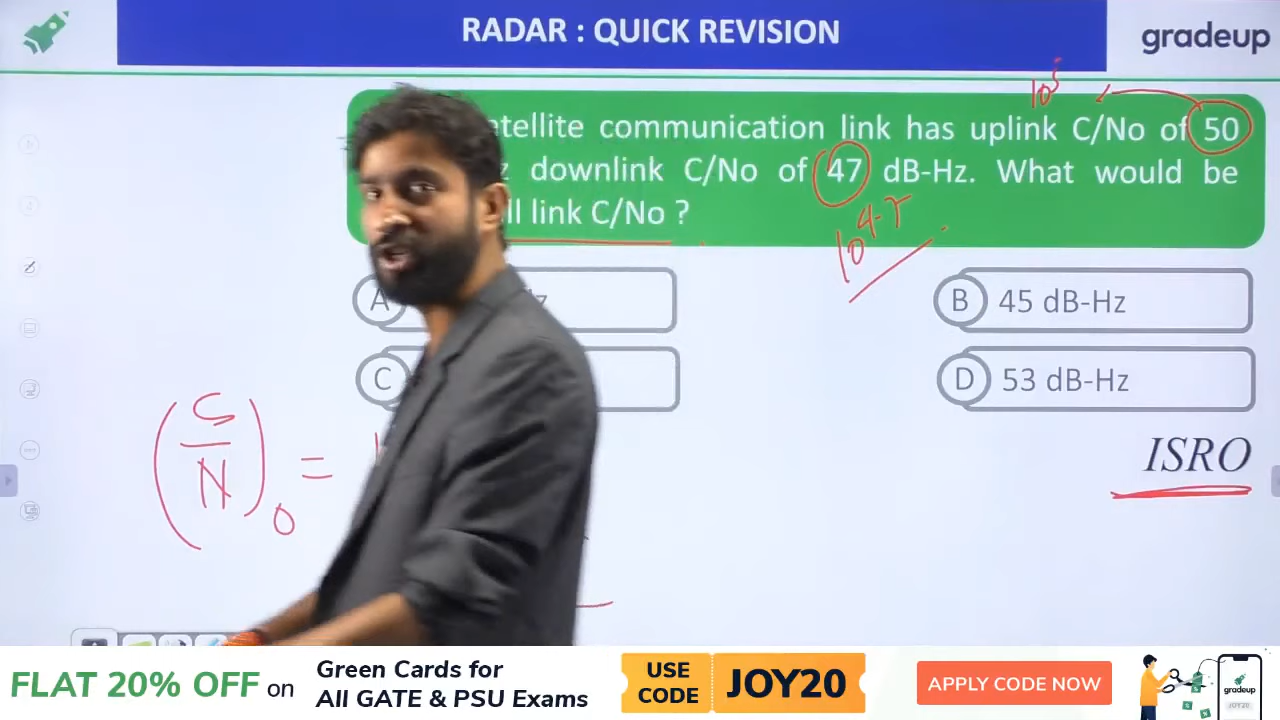 RADAR : QUICK REVISION
gradeup
10⁵
tellite communication link has uplink C/No of 50
downlink C/No of 47 dB-Hz. What would be
link C/No ?
10⁴·⁷
A
B 45 dB-Hz
C
D 53 dB-Hz
ISRO
(C/N)₀ =
FLAT 20% OFF on
Green Cards for
All GATE & PSU Exams
USE
CODE
JOY20
APPLY CODE NOW
gradeup
JOY20